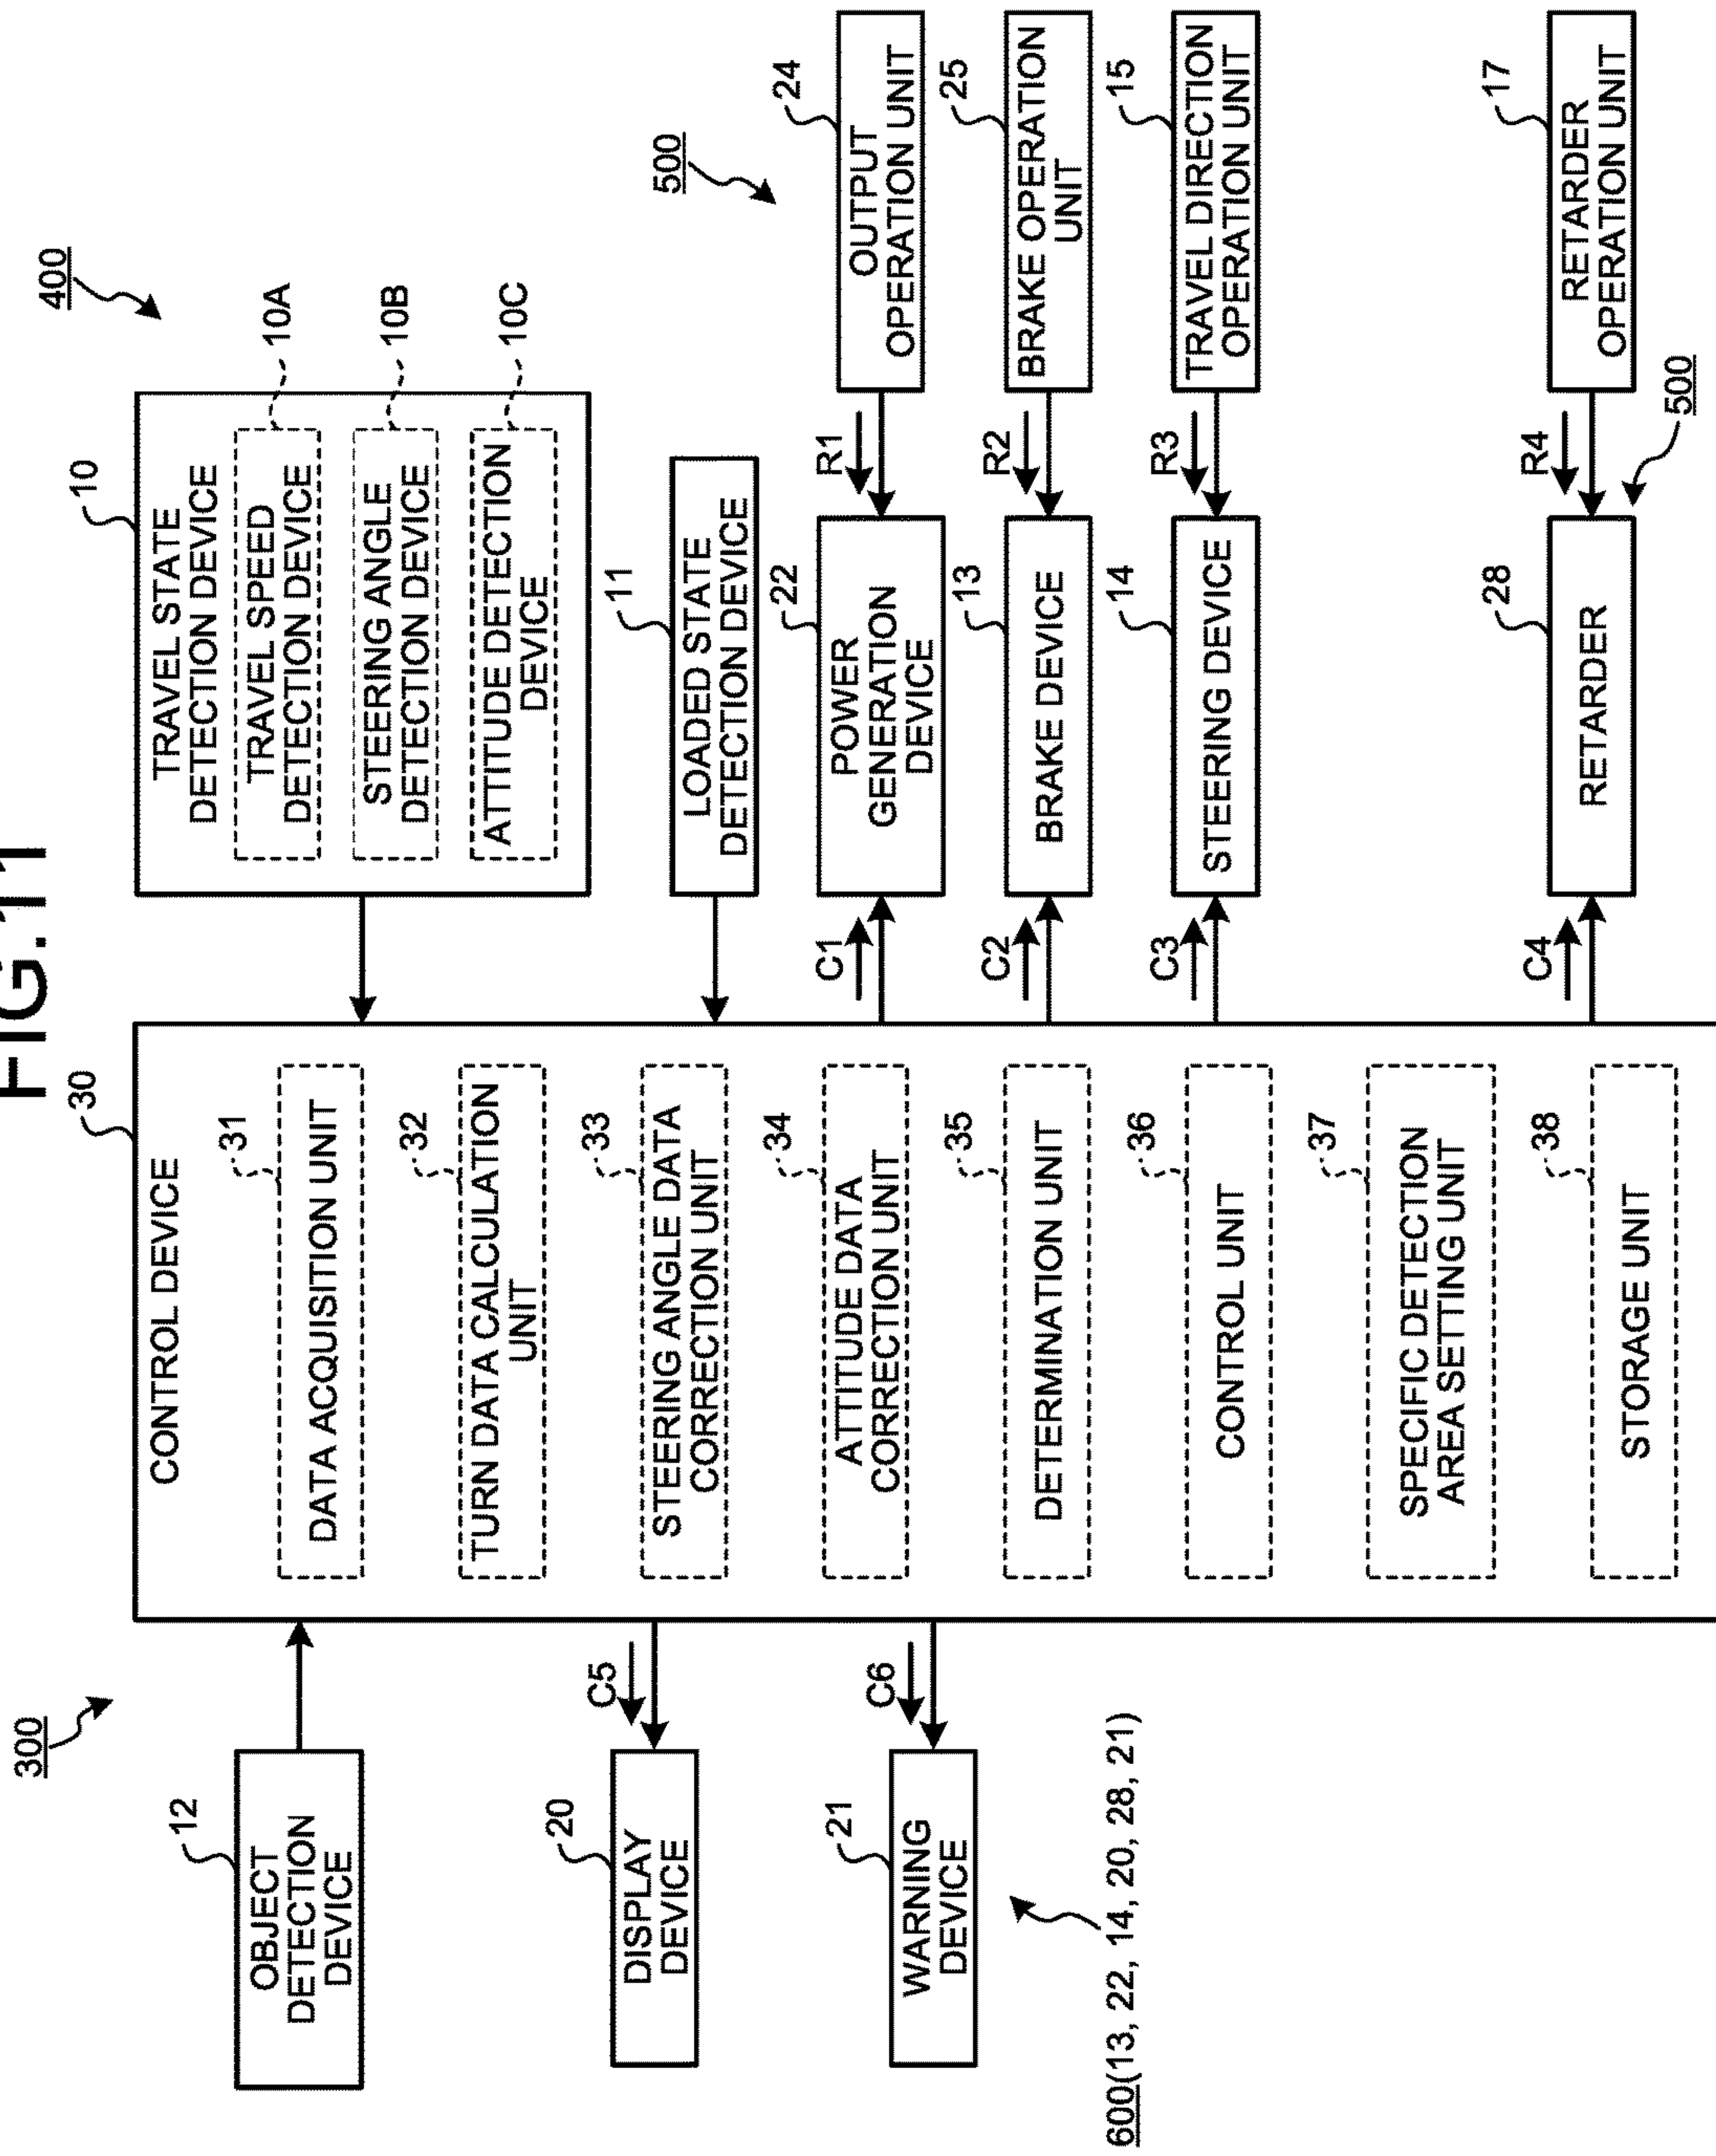 FIG.11
300
400
12
OBJECT
DETECTION
DEVICE
20
DISPLAY
DEVICE
21
WARNING
DEVICE
600(13, 22, 14, 20, 28, 21)
C5
C6
30
CONTROL DEVICE
31
DATA ACQUISITION UNIT
32
TURN DATA CALCULATION
UNIT
33
STEERING ANGLE DATA
CORRECTION UNIT
34
ATTITUDE DATA
CORRECTION UNIT
35
DETERMINATION UNIT
36
CONTROL UNIT
37
SPECIFIC DETECTION
AREA SETTING UNIT
38
STORAGE UNIT
10
TRAVEL STATE
DETECTION DEVICE
TRAVEL SPEED
DETECTION DEVICE
10A
STEERING ANGLE
DETECTION DEVICE
10B
ATTITUDE DETECTION
DEVICE
10C
11
LOADED STATE
DETECTION DEVICE
500
C1
22
POWER
GENERATION
DEVICE
R1
24
OUTPUT
OPERATION UNIT
C2
13
BRAKE DEVICE
R2
25
BRAKE OPERATION
UNIT
C3
14
STEERING DEVICE
R3
15
TRAVEL DIRECTION
OPERATION UNIT
C4
28
RETARDER
R4
17
RETARDER
OPERATION UNIT
500